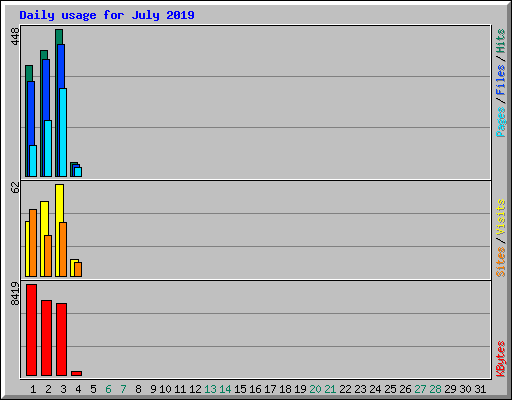 Daily usage for July 2019
448
Pages / Files / Hits
62
Sites / Visits
8419
KBytes
1 2 3 4 5 6 7 8 9 10 11 12 13 14 15 16 17 18 19 20 21 22 23 24 25 26 27 28 29 30 31